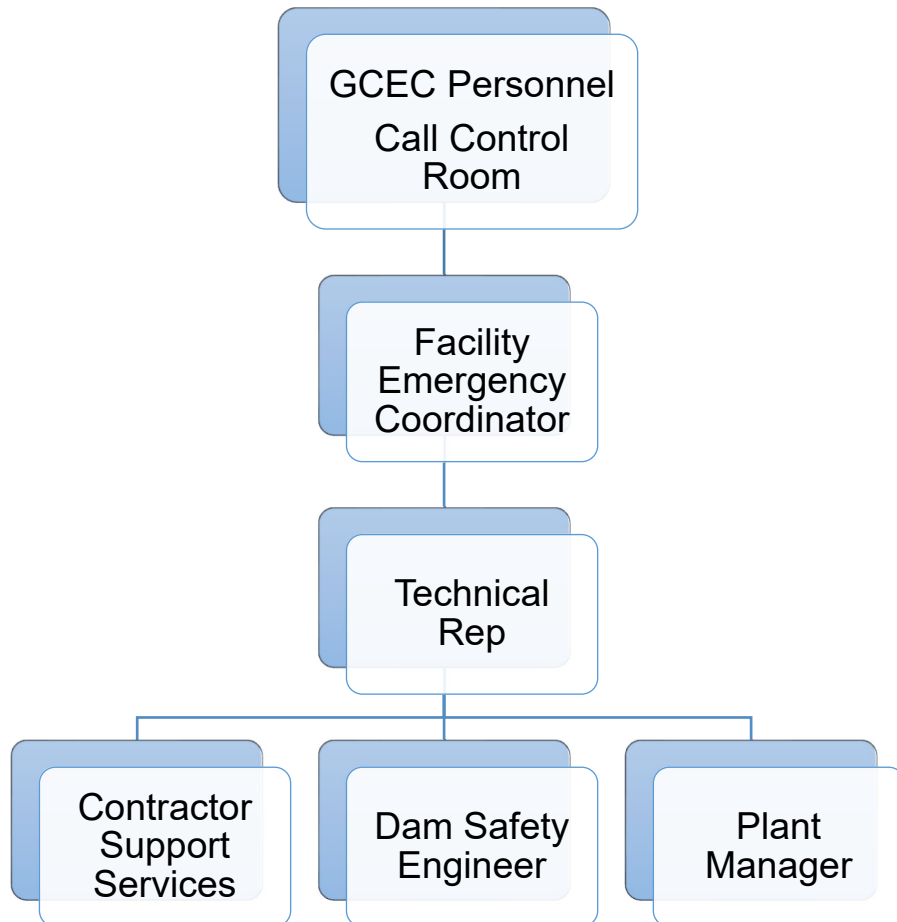 GCEC Personnel
Call Control
Room
Facility
Emergency
Coordinator
Technical
Rep
Contractor
Support
Services
Dam Safety
Engineer
Plant
Manager